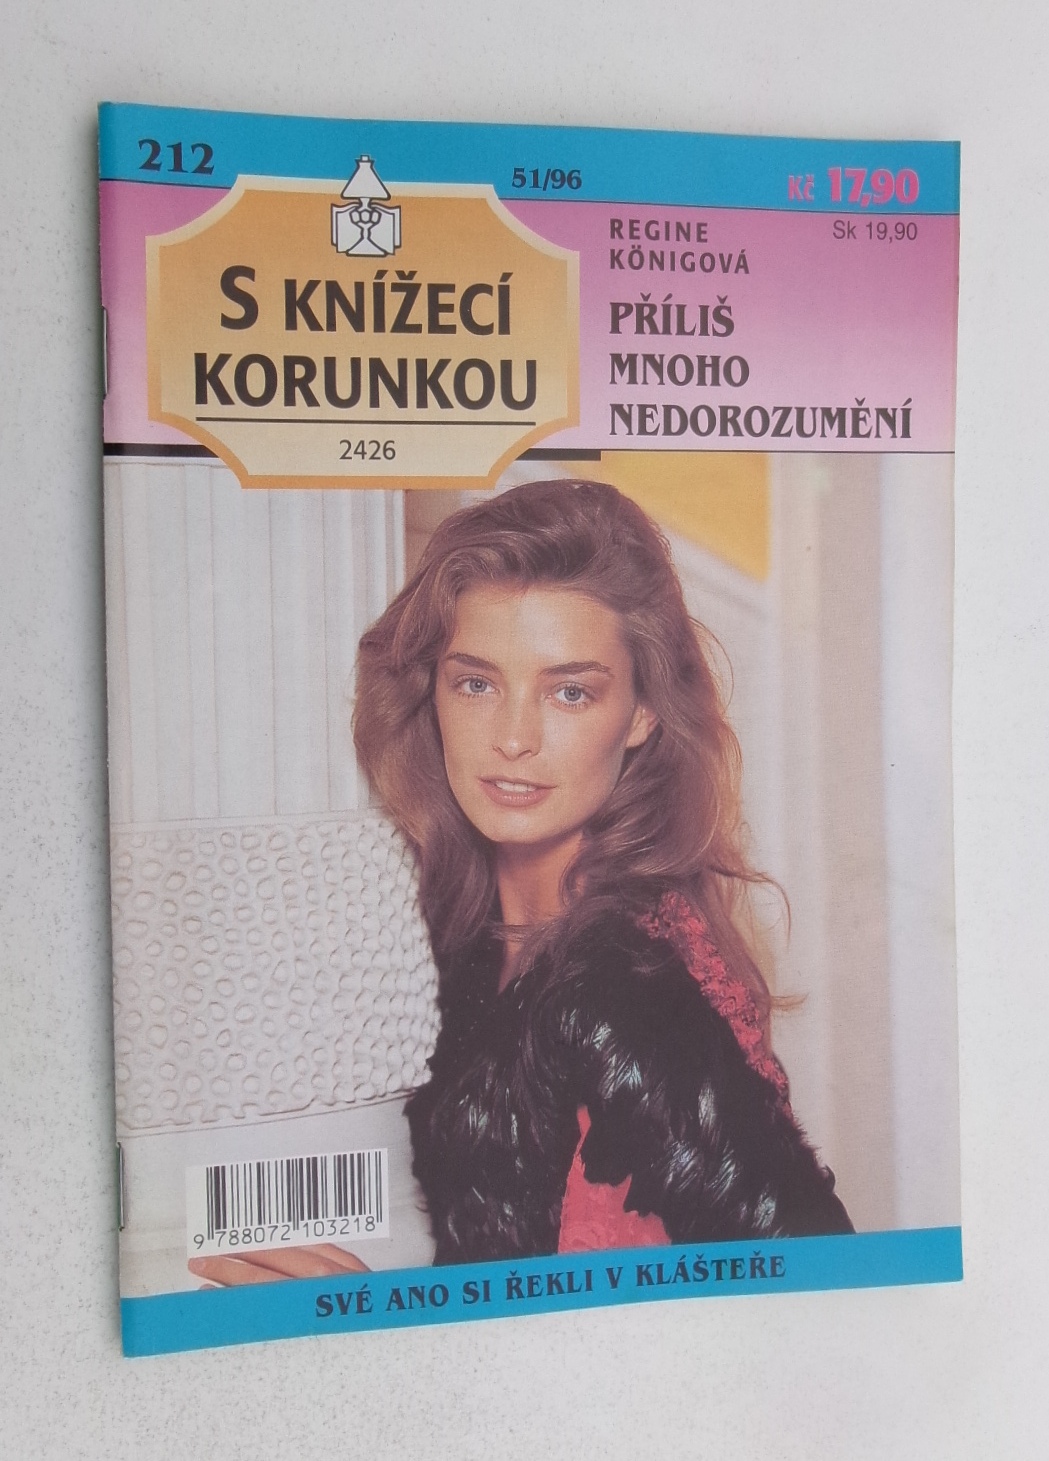 212
51/96
Kč 17,90
Sk 19,90
S KNÍŽECÍ
KORUNKOU
2426
REGINE
KÖNIGOVÁ
PŘÍLIŠ
MNOHO
NEDOROZUMĚNÍ
9 788072 103218
SVÉ ANO SI ŘEKLI V KLÁŠTEŘE